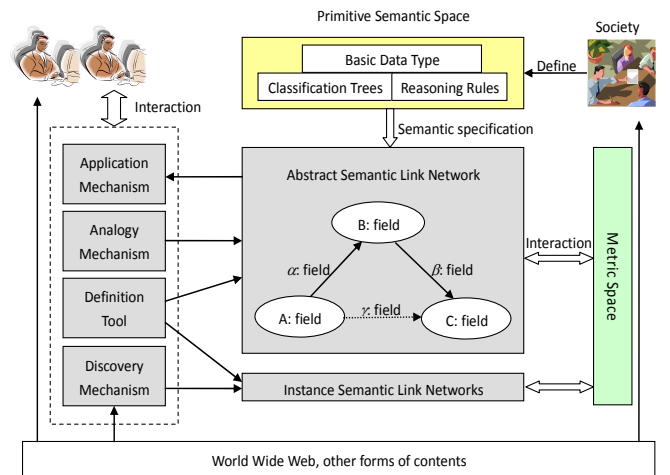 Primitive Semantic Space
Society
Basic Data Type
Classification Trees
Reasoning Rules
Define
Interaction
Semantic specification
Application
Mechanism
Analogy
Mechanism
Definition
Tool
Discovery
Mechanism
Abstract Semantic Link Network
B: field
α: field
β: field
A: field
γ: field
C: field
Interaction
Metric Space
Instance Semantic Link Networks
World Wide Web, other forms of contents